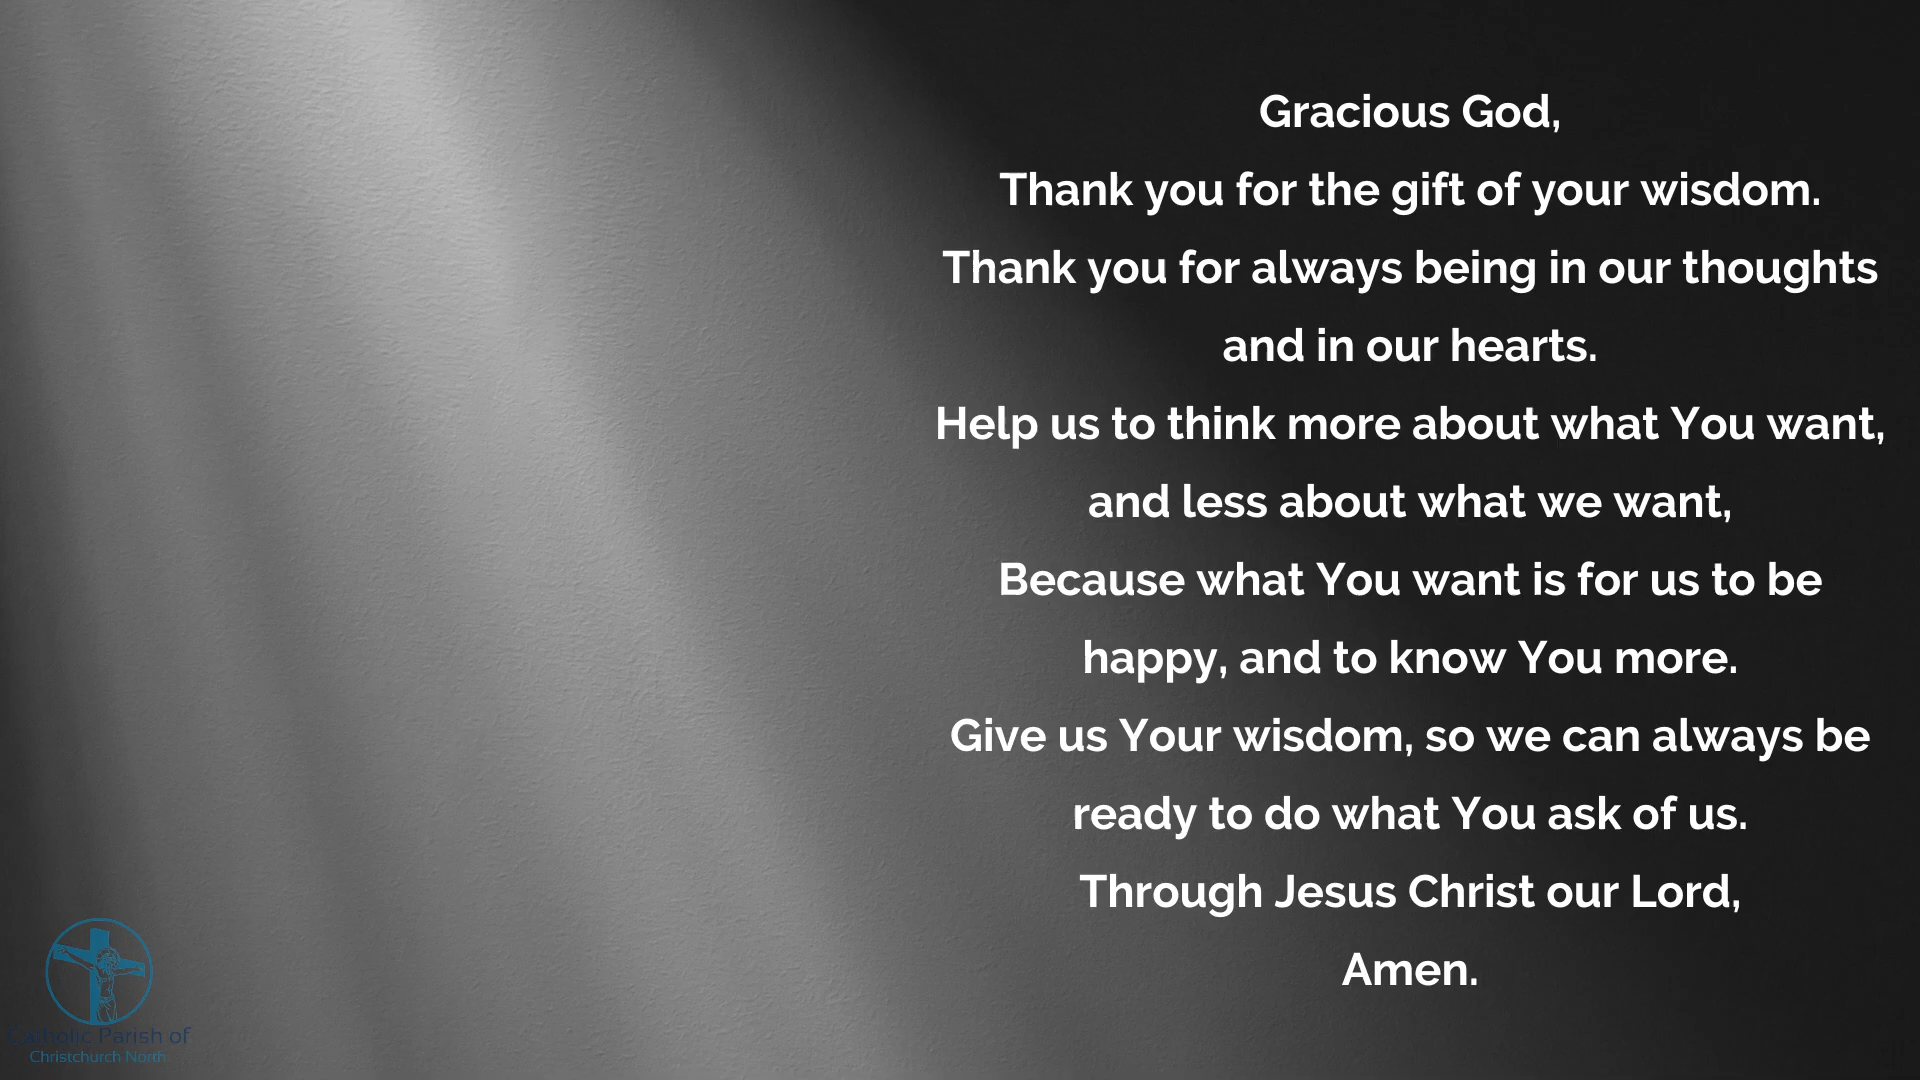 Gracious God,
Thank you for the gift of your wisdom.
Thank you for always being in our thoughts
and in our hearts.
Help us to think more about what You want,
and less about what we want,
Because what You want is for us to be
happy, and to know You more.
Give us Your wisdom, so we can always be
ready to do what You ask of us.
Through Jesus Christ our Lord,
Amen.
Catholic Parish of
Christchurch North